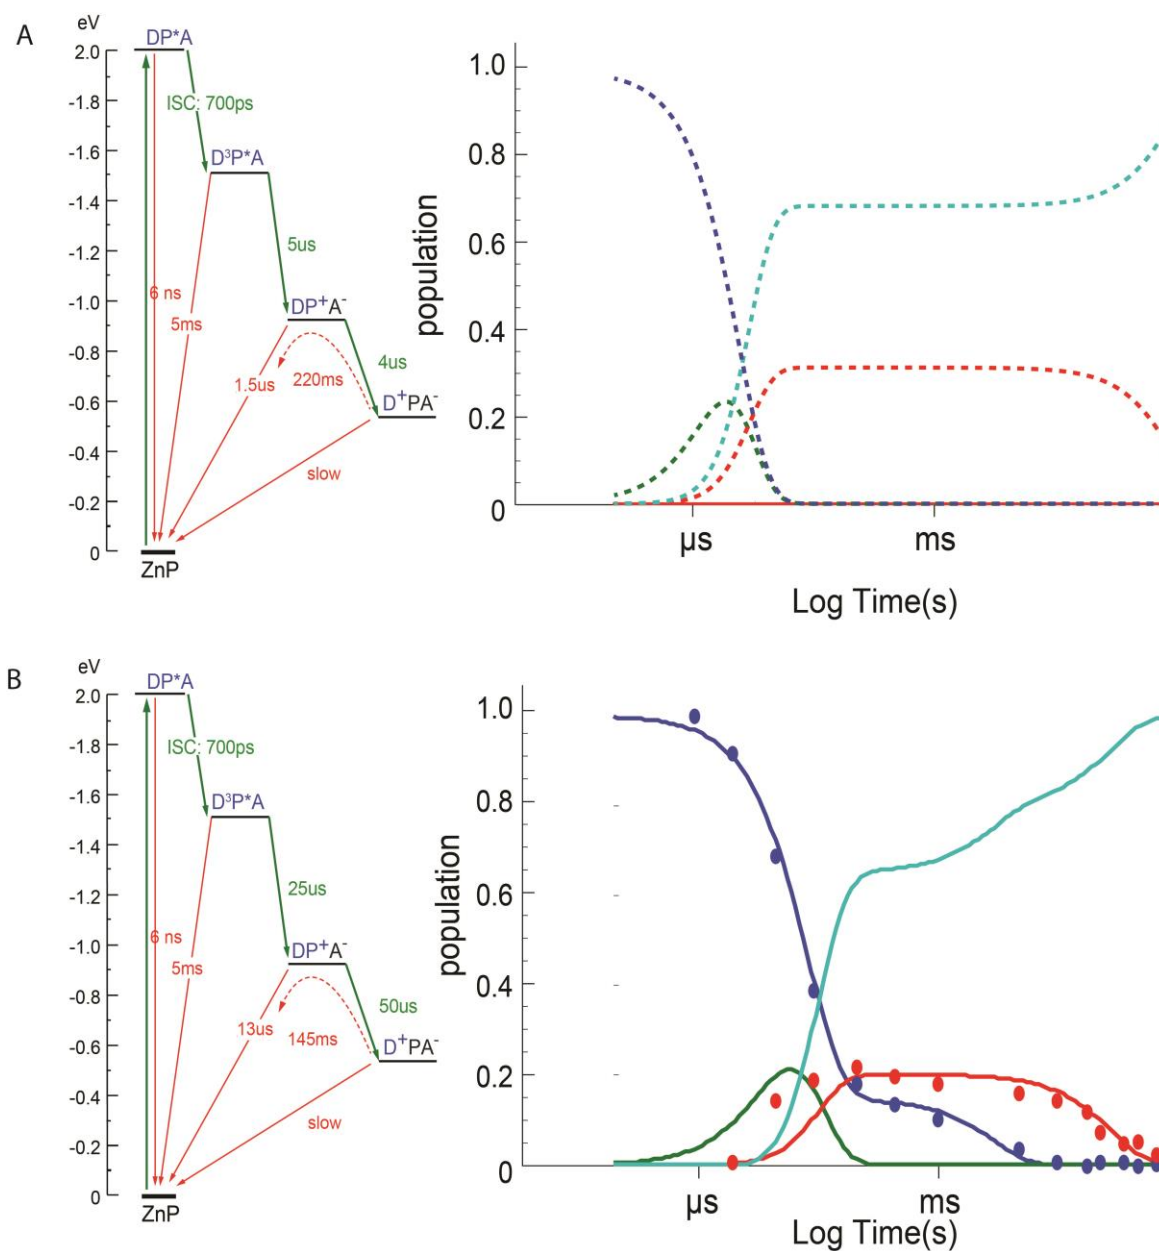 A
eV
DP*A
2.0
-1.8
-1.6
-1.4
-1.2
-1.0
-0.8
-0.6
-0.4
-0.2
0
ISC: 700ps
D³P*A
5us
6 ns
5ms
DP⁺A⁻
4us
1.5us
220ms
D⁺PA⁻
slow
ZnP
population
1.0
0.8
0.6
0.4
0.2
0
µs
ms
Log Time(s)
B
eV
DP*A
2.0
-1.8
-1.6
-1.4
-1.2
-1.0
-0.8
-0.6
-0.4
-0.2
0
ISC: 700ps
D³P*A
25us
6 ns
5ms
DP⁺A⁻
50us
13us
145ms
D⁺PA⁻
slow
ZnP
population
1.0
0.8
0.6
0.4
0.2
0
µs
ms
Log Time(s)